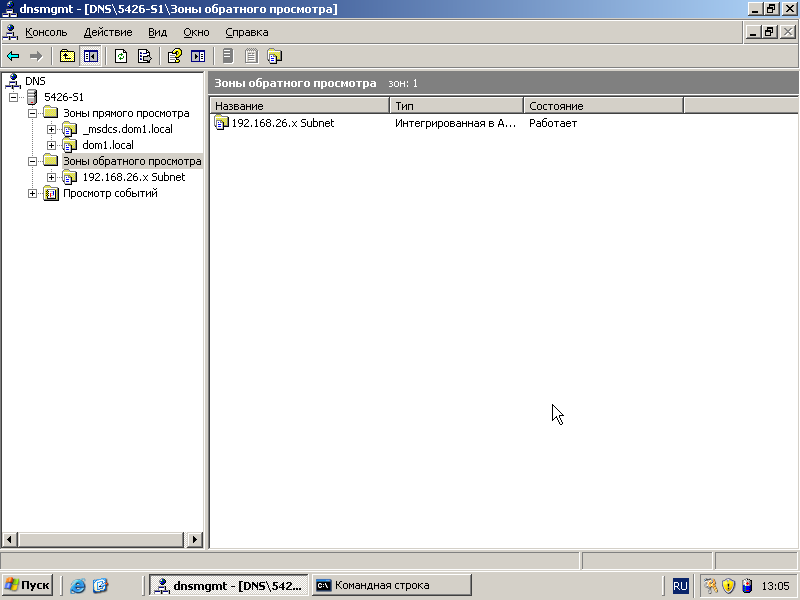 dnsmgmt - [DNS\5426-S1\Зоны обратного просмотра]
Консоль Действие Вид Окно Справка
DNS
5426-S1
Зоны прямого просмотра
_msdcs.dom1.local
dom1.local
Зоны обратного просмотра
192.168.26.x Subnet
Просмотр событий
Зоны обратного просмотра зон: 1
Название Тип Состояние
192.168.26.x Subnet Интегрированная в A... Работает
Пуск dnsmgmt - [DNS\542... Командная строка RU 13:05